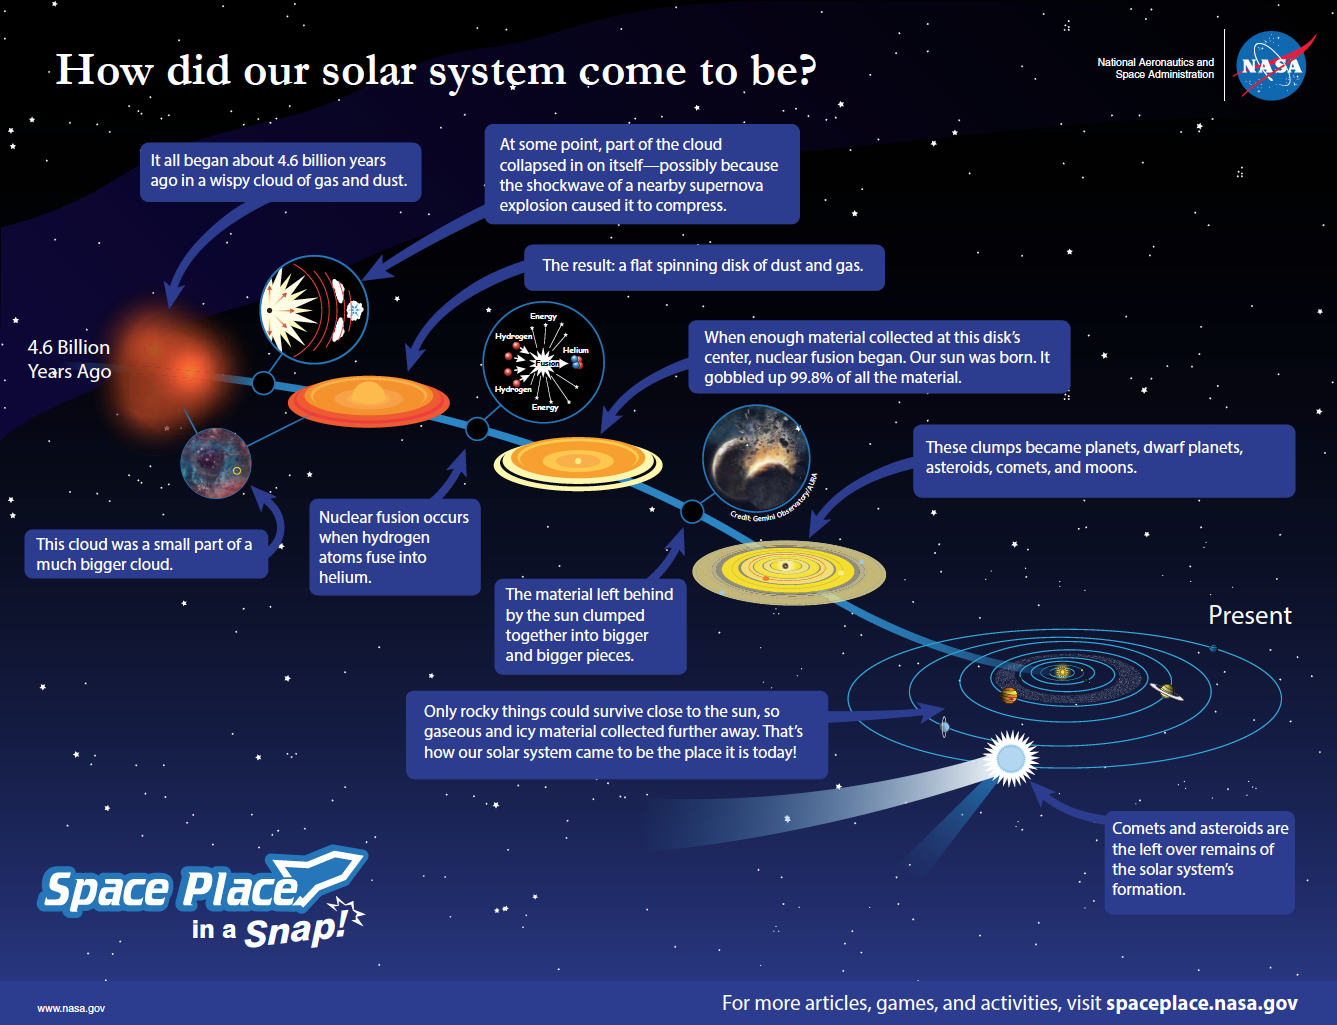 How did our solar system come to be?
National Aeronautics and
Space Administration
NASA
It all began about 4.6 billion years
ago in a wispy cloud of gas and dust.
At some point, part of the cloud
collapsed in on itself—possibly because
the shockwave of a nearby supernova
explosion caused it to compress.
The result: a flat spinning disk of dust and gas.
4.6 Billion
Years Ago
Energy
Hydrogen
Helium
Fusion
Hydrogen
Energy
When enough material collected at this disk's
center, nuclear fusion began. Our sun was born. It
gobbled up 99.8% of all the material.
Credit: Gemini Observatory/AURA
These clumps became planets, dwarf planets,
asteroids, comets, and moons.
This cloud was a small part of a
much bigger cloud.
Nuclear fusion occurs
when hydrogen
atoms fuse into
helium.
The material left behind
by the sun clumped
together into bigger
and bigger pieces.
Present
Only rocky things could survive close to the sun, so
gaseous and icy material collected further away. That's
how our solar system came to be the place it is today!
Comets and asteroids are
the left over remains of
the solar system's
formation.
Space Place
in a Snap!
www.nasa.gov
For more articles, games, and activities, visit spaceplace.nasa.gov